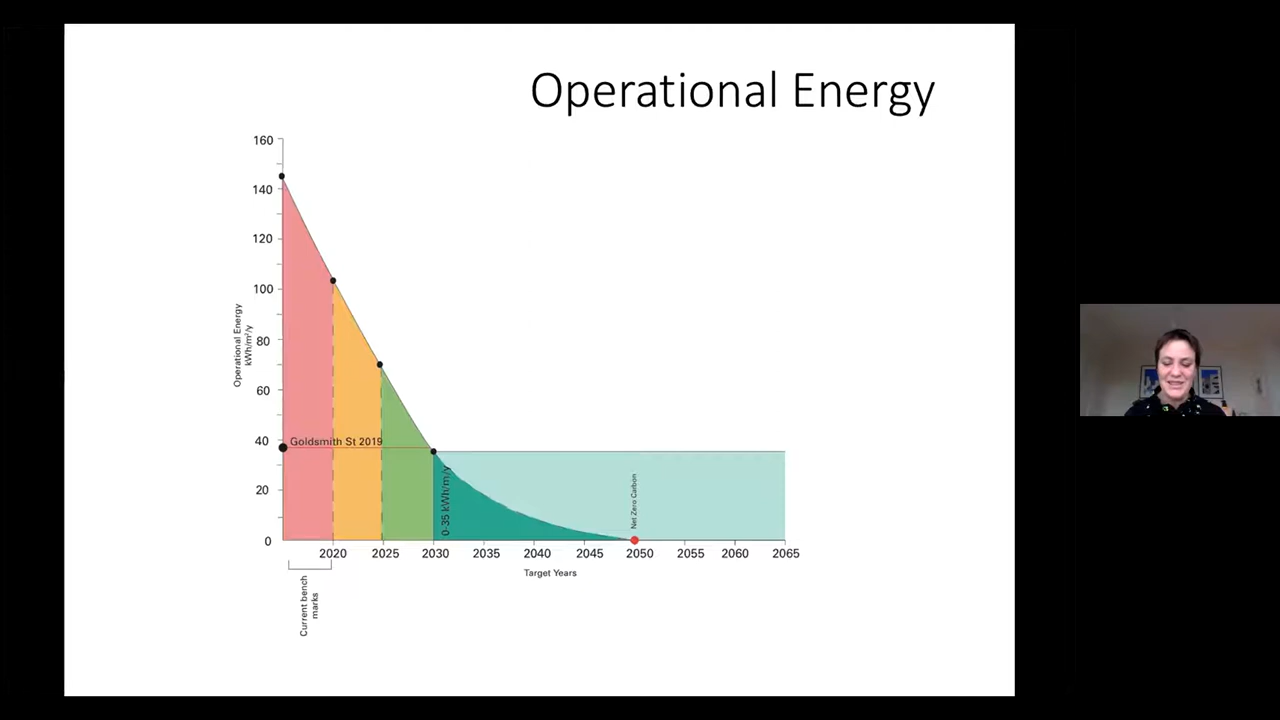 Operational Energy
160
140
120
100
80
60
40
20
0
Operational Energy
kWh/m²/y
Goldsmith St 2019
0-35 kWh/m/y
Net Zero Carbon
2020 2025 2030 2035 2040 2045 2050 2055 2060 2065
Target Years
Current bench
marks